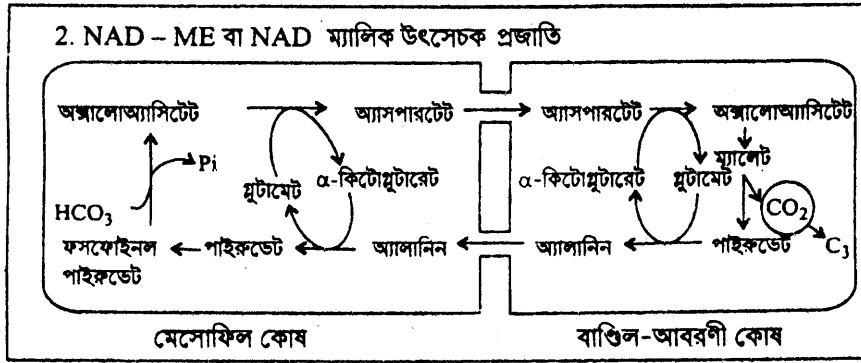 2. NAD – ME বা NAD ম্যালিক উৎসেচক প্রজাতি
অক্সালোঅ্যাসিটেট অ্যাসপারটেট অ্যাসপারটেট অক্সালোঅ্যাসিটেট
ম্যালেট
Pi গ্লুটামেট α-কিটোগ্লুটারেট α-কিটোগ্লুটারেট গ্লুটামেট
HCO₃ CO₂
ফসফোইনল পাইরুভেট অ্যালানিন অ্যালানিন পাইরুভেট C₃
পাইরুভেট
মেসোফিল কোষ বাণ্ডিল-আবরণী কোষ